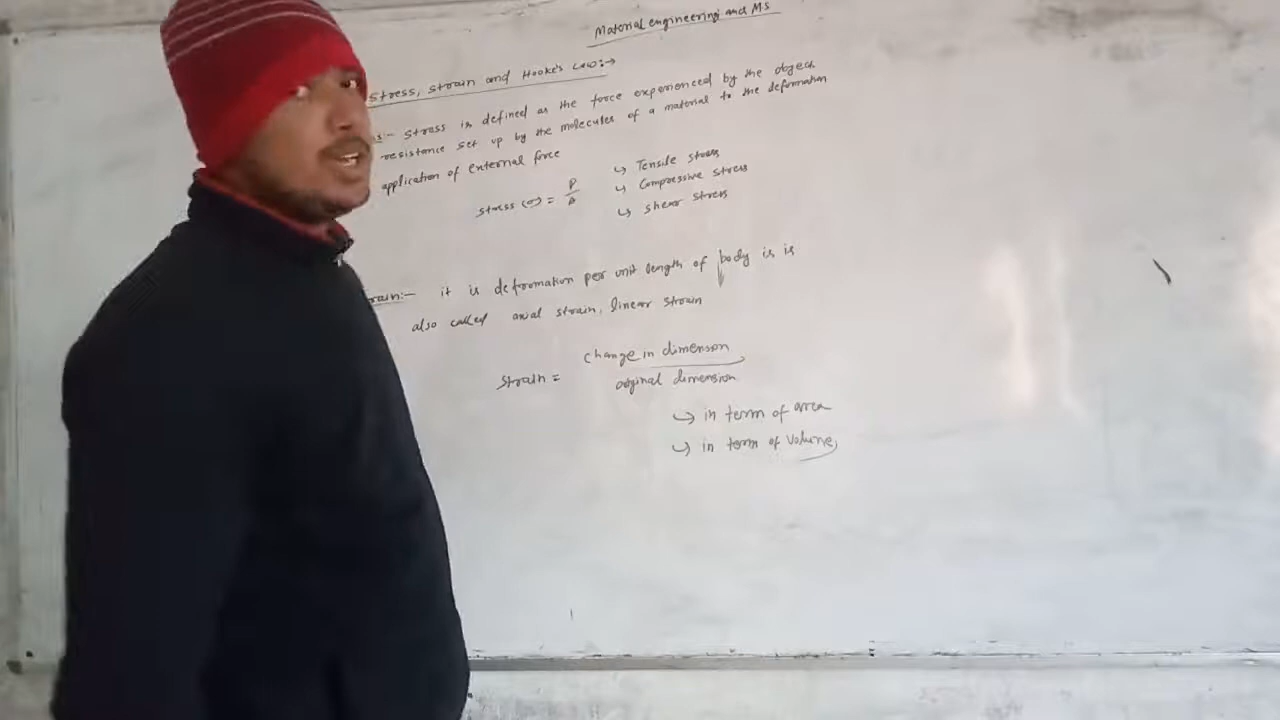 Material engineering and MS
Stress, strain and Hooke's Law:→
s:- stress is defined as the force experienced by the object
resistance set up by the molecules of a material to the deformation
application of external force
stress (σ) = P/A
↳ Tensile stress
↳ Compressive stress
↳ shear stress
rain:- it is deformation per unit length of body is is
also called axial strain, linear strain
strain = change in dimenson
original dimension
↳ in term of area
↳ in term of volume